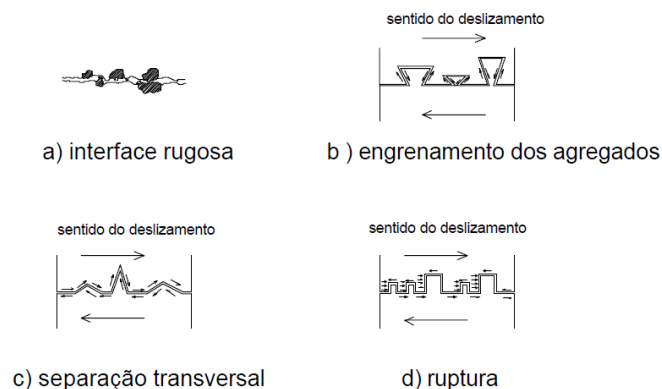 sentido do deslizamento
a) interface rugosa
b ) engrenamento dos agregados
sentido do deslizamento
sentido do deslizamento
c) separação transversal
d) ruptura